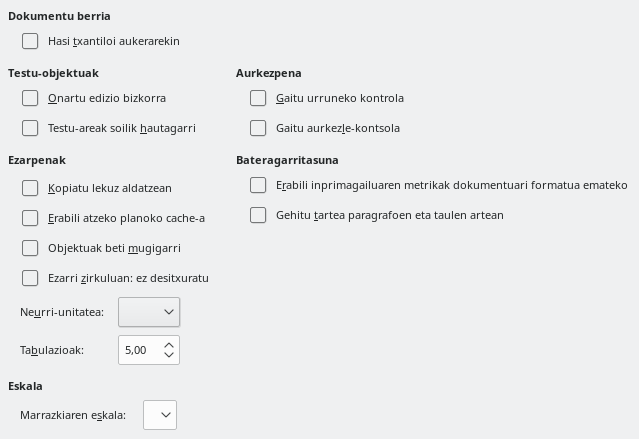 Dokumentu berria
Hasi txantiloi aukerarekin
Testu-objektuak
Onartu edizio bizkorra
Testu-areak soilik hautagarri
Aurkezpena
Gaitu urruneko kontrola
Gaitu aurkezle-kontsola
Ezarpenak
Kopiatu lekuz aldatzean
Erabili atzeko planoko cache-a
Objektuak beti mugigarri
Ezarri zirkuluan: ez desitxuratu
Neurri-unitatea:
Tabulazioak: 5,00
Bateragarritasuna
Erabili inprimagailuaren metrikak dokumentuari formatua emateko
Gehitu tartea paragrafoen eta taulen artean
Eskala
Marrazkiaren eskala: